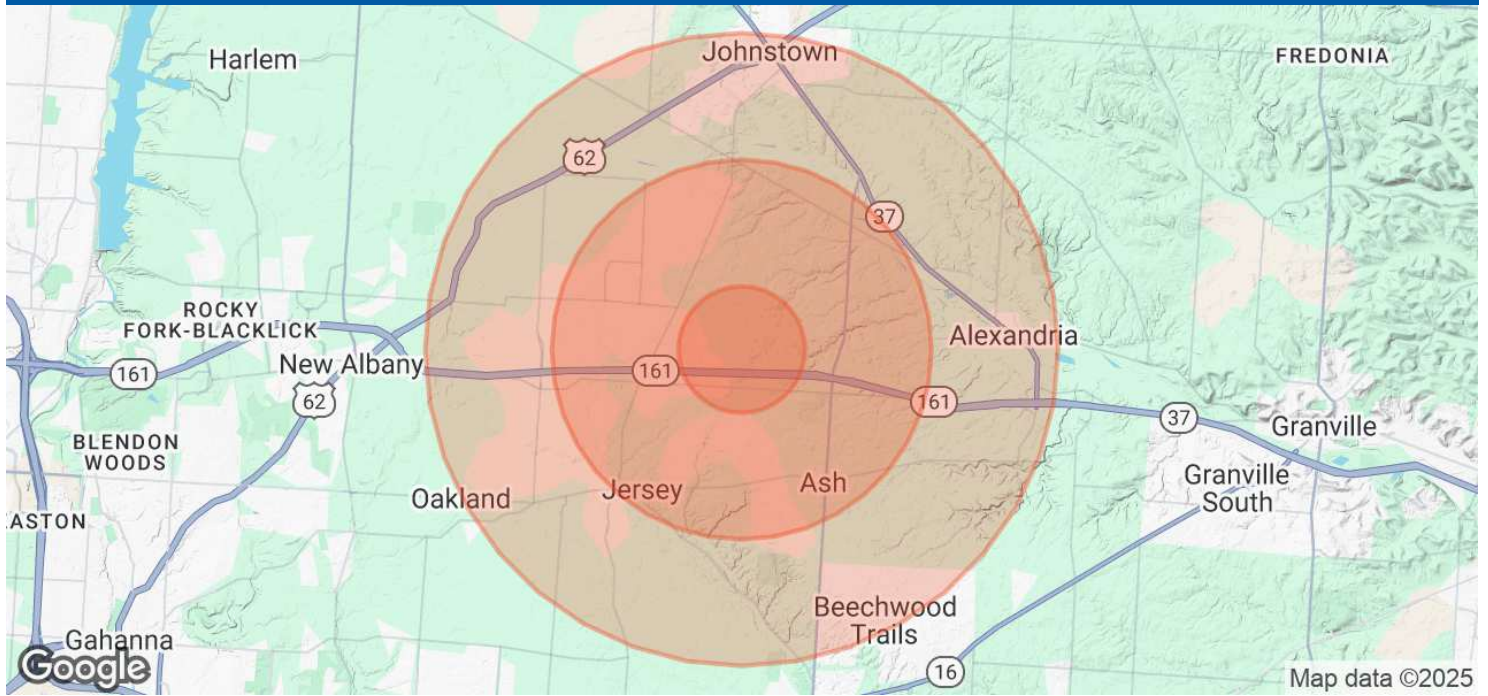 Harlem
Johnstown
FREDONIA
62
37
ROCKY
FORK-BLACKLICK
161
New Albany
62
161
Alexandria
161
37
Granville
BLENDON
WOODS
Oakland
Jersey
Ash
Granville
South
EASTON
Beechwood
Trails
Gahanna
16
Google
Map data ©2025